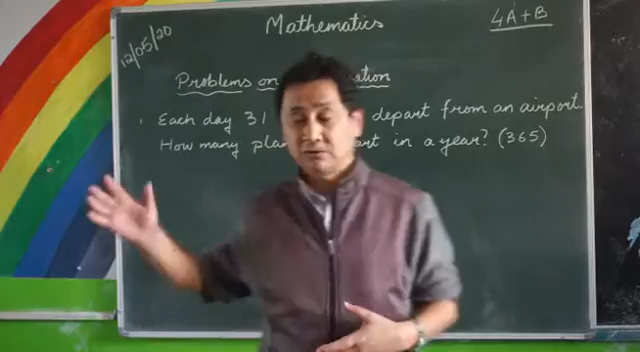 12/05/20
Mathematics
4A+B
Problems on
Each day 31 depart from an airport.
How many in a year? (365)